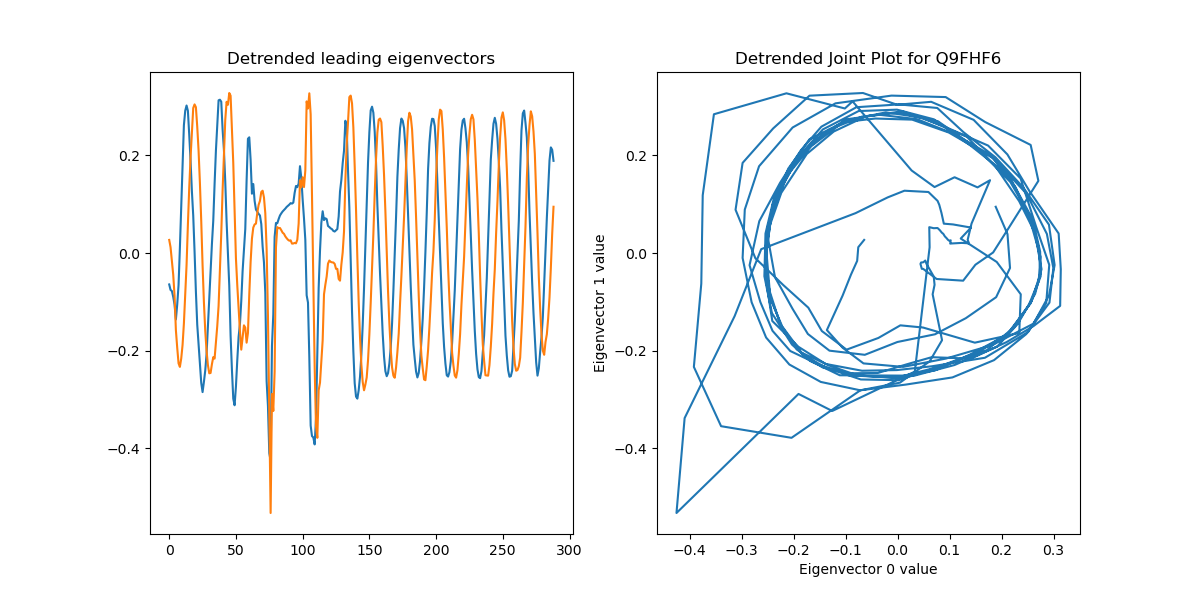 Detrended leading eigenvectors
0.2
0.0
−0.2
−0.4
0 50 100 150 200 250 300
Detrended Joint Plot for Q9FHF6
Eigenvector 1 value
0.2
0.0
−0.2
−0.4
−0.4 −0.3 −0.2 −0.1 0.0 0.1 0.2 0.3
Eigenvector 0 value